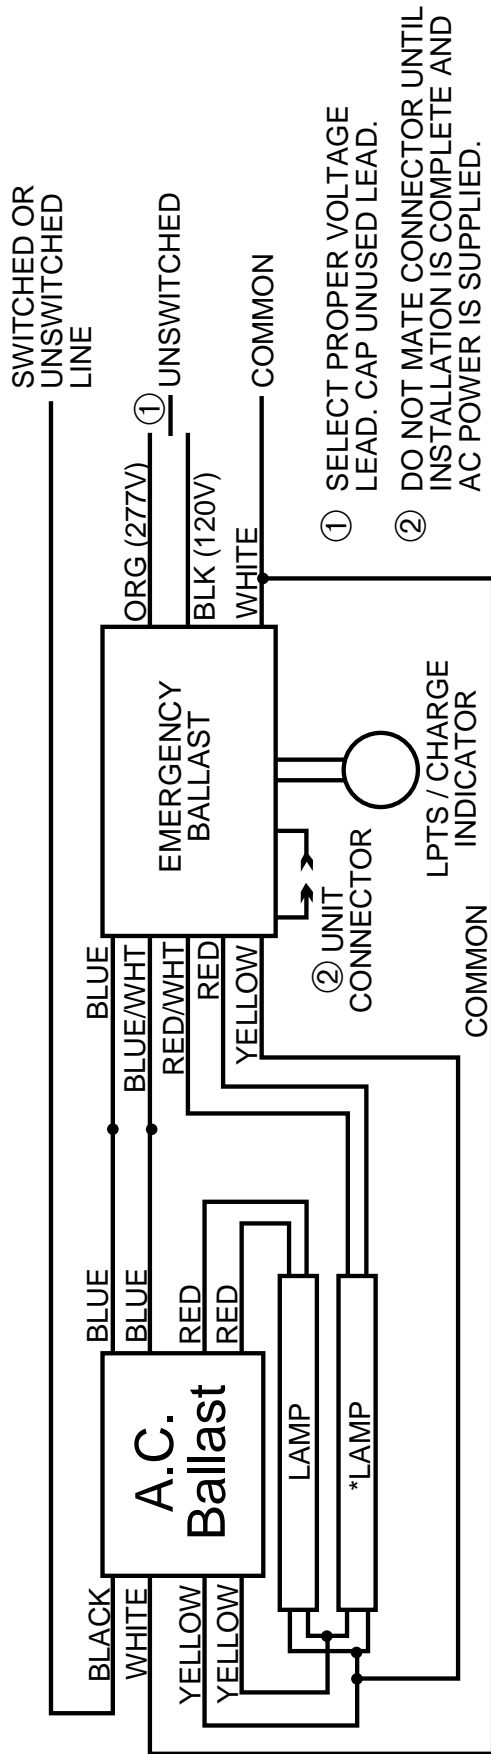 SWITCHED OR
UNSWITCHED
LINE
BLACK
WHITE
YELLOW
YELLOW
A.C.
Ballast
BLUE
BLUE
RED
RED
BLUE
BLUE/WHT
RED/WHT
RED
YELLOW
EMERGENCY
BALLAST
ORG (277V)
BLK (120V)
WHITE
① UNSWITCHED
COMMON
LAMP
*LAMP
② UNIT
CONNECTOR
LPTS / CHARGE
INDICATOR
COMMON
① SELECT PROPER VOLTAGE
LEAD. CAP UNUSED LEAD.
② DO NOT MATE CONNECTOR UNTIL
INSTALLATION IS COMPLETE AND
AC POWER IS SUPPLIED.